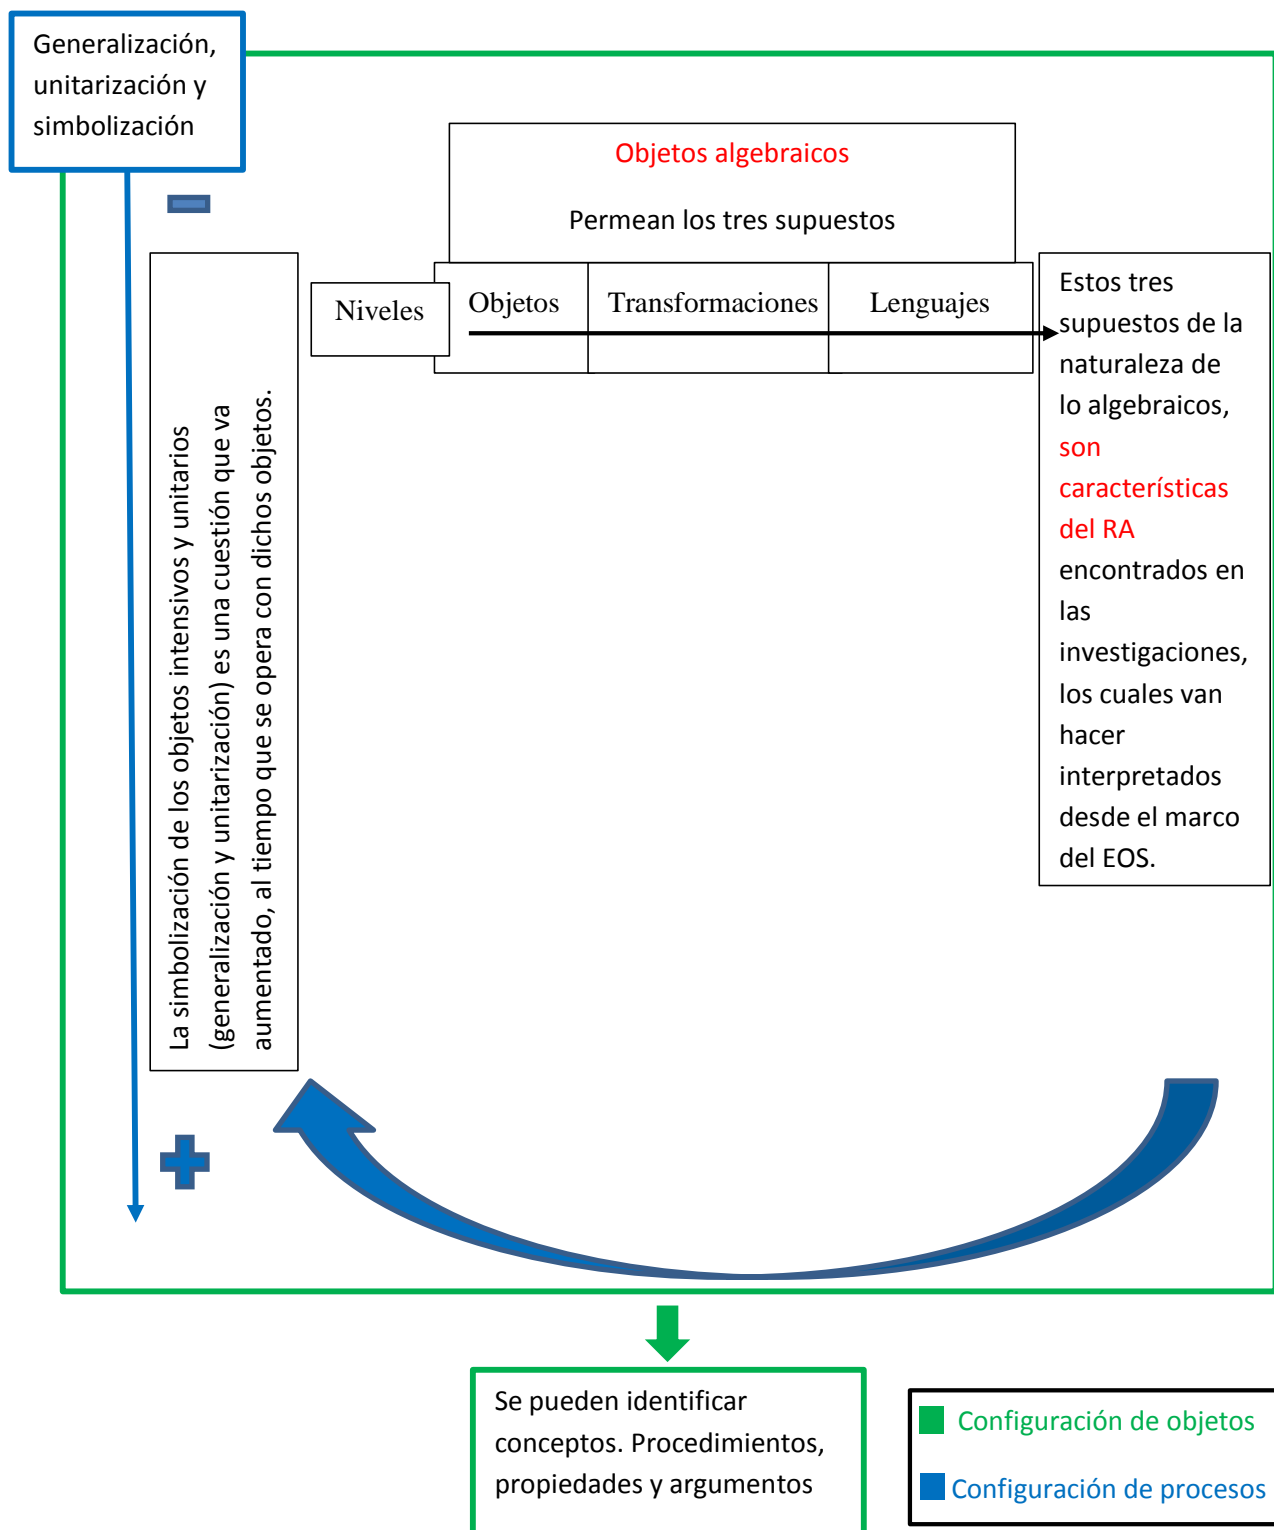 Generalización,
unitarización y
simbolización
Objetos algebraicos
Permean los tres supuestos
Niveles
Objetos
Transformaciones
Lenguajes
La simbolización de los objetos intensivos y unitarios
(generalización y unitarización) es una cuestión que va
aumentado, al tiempo que se opera con dichos objetos.
Estos tres
supuestos de la
naturaleza de
lo algebraicos,
son
características
del RA
encontrados en
las
investigaciones,
los cuales van
hacer
interpretados
desde el marco
del EOS.
Se pueden identificar
conceptos. Procedimientos,
propiedades y argumentos
Configuración de objetos
Configuración de procesos